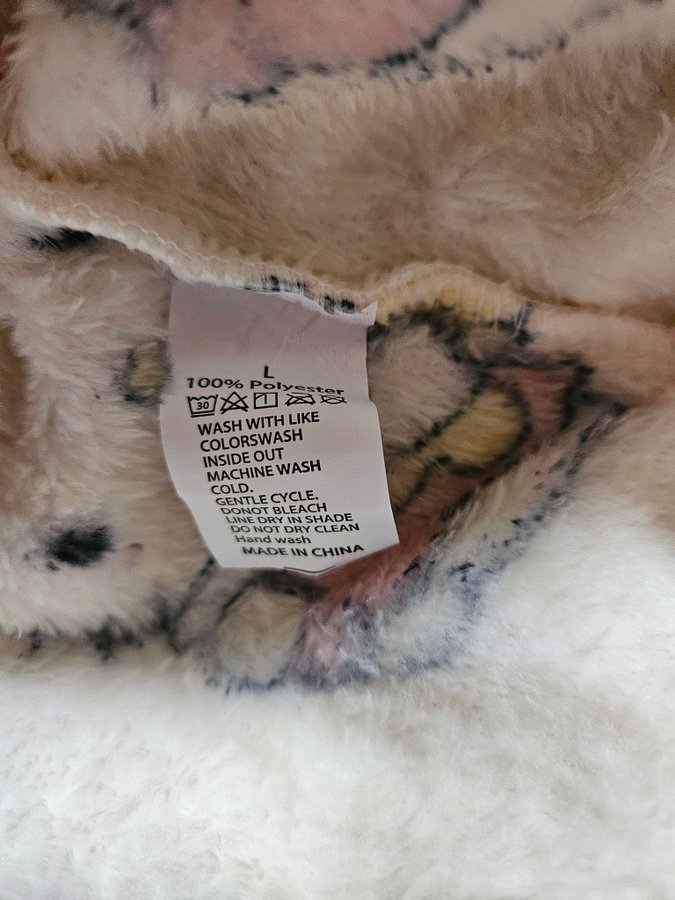 L
100% Polyester
30
WASH WITH LIKE
COLORSWASH
INSIDE OUT
MACHINE WASH
COLD.
GENTLE CYCLE.
DONOT BLEACH
LINE DRY IN SHADE
DO NOT DRY CLEAN
Hand wash
MADE IN CHINA